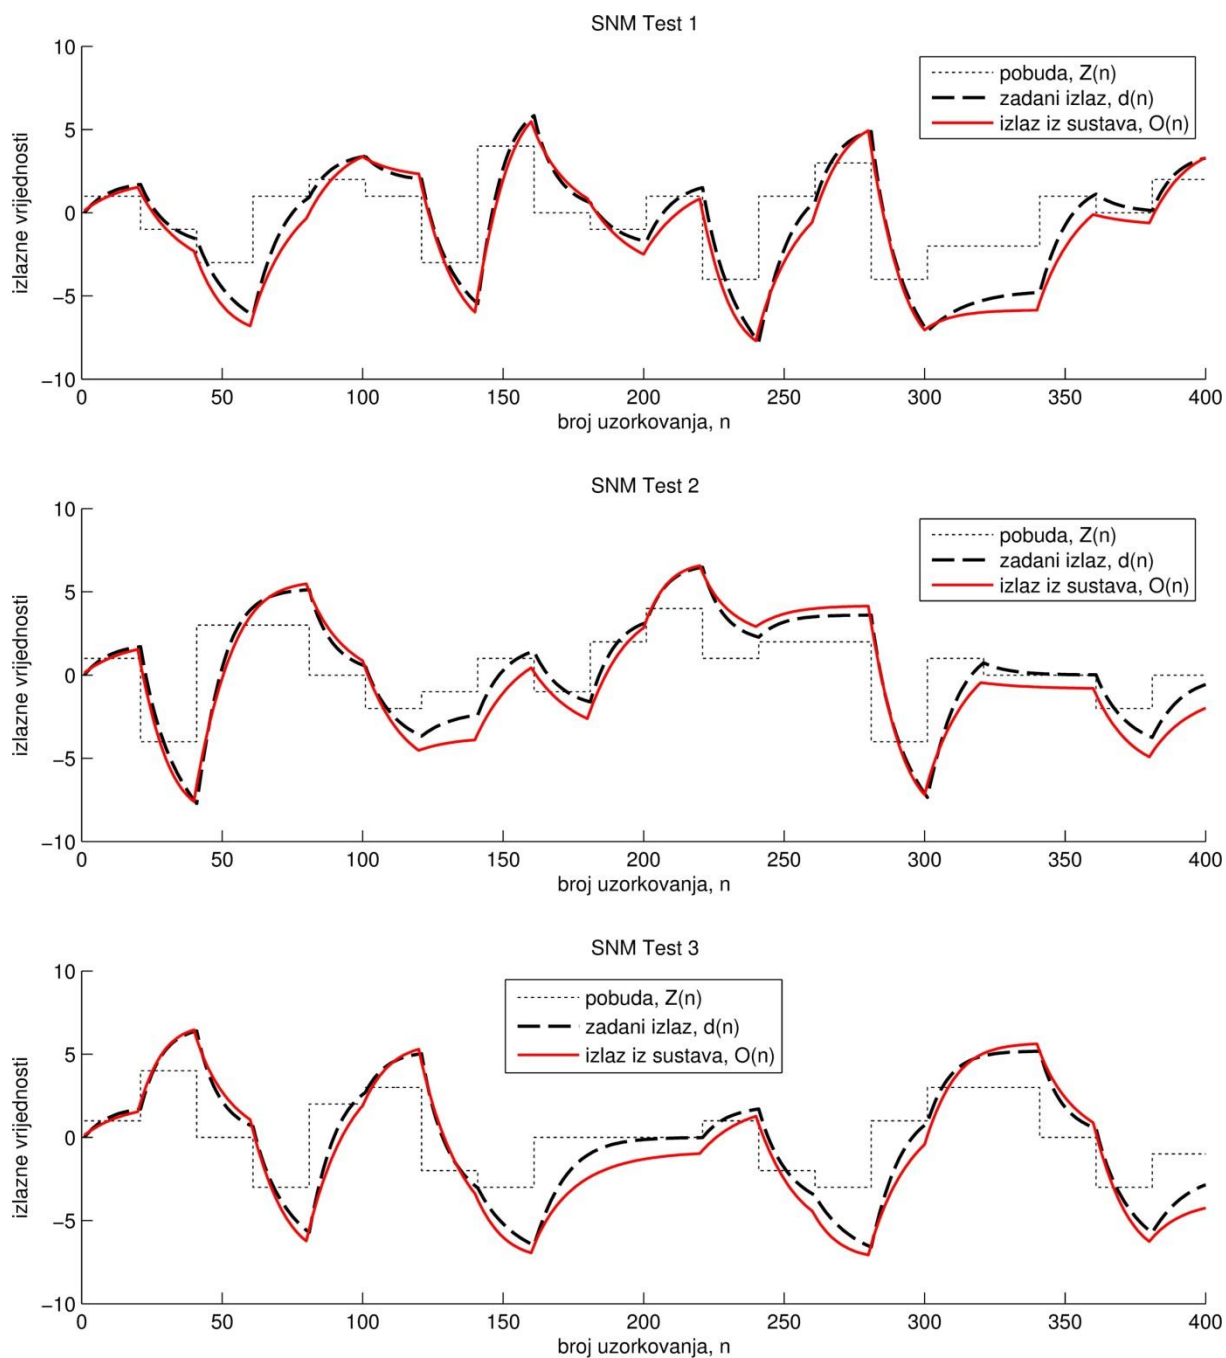 SNM Test 1
10
5
0
−5
−10
izlazne vrijednosti
pobuda, Z(n)
zadani izlaz, d(n)
izlaz iz sustava, O(n)
0 50 100 150 200 250 300 350 400
broj uzorkovanja, n
SNM Test 2
10
5
0
−5
−10
izlazne vrijednosti
pobuda, Z(n)
zadani izlaz, d(n)
izlaz iz sustava, O(n)
0 50 100 150 200 250 300 350 400
broj uzorkovanja, n
SNM Test 3
10
5
0
−5
−10
izlazne vrijednosti
pobuda, Z(n)
zadani izlaz, d(n)
izlaz iz sustava, O(n)
0 50 100 150 200 250 300 350 400
broj uzorkovanja, n